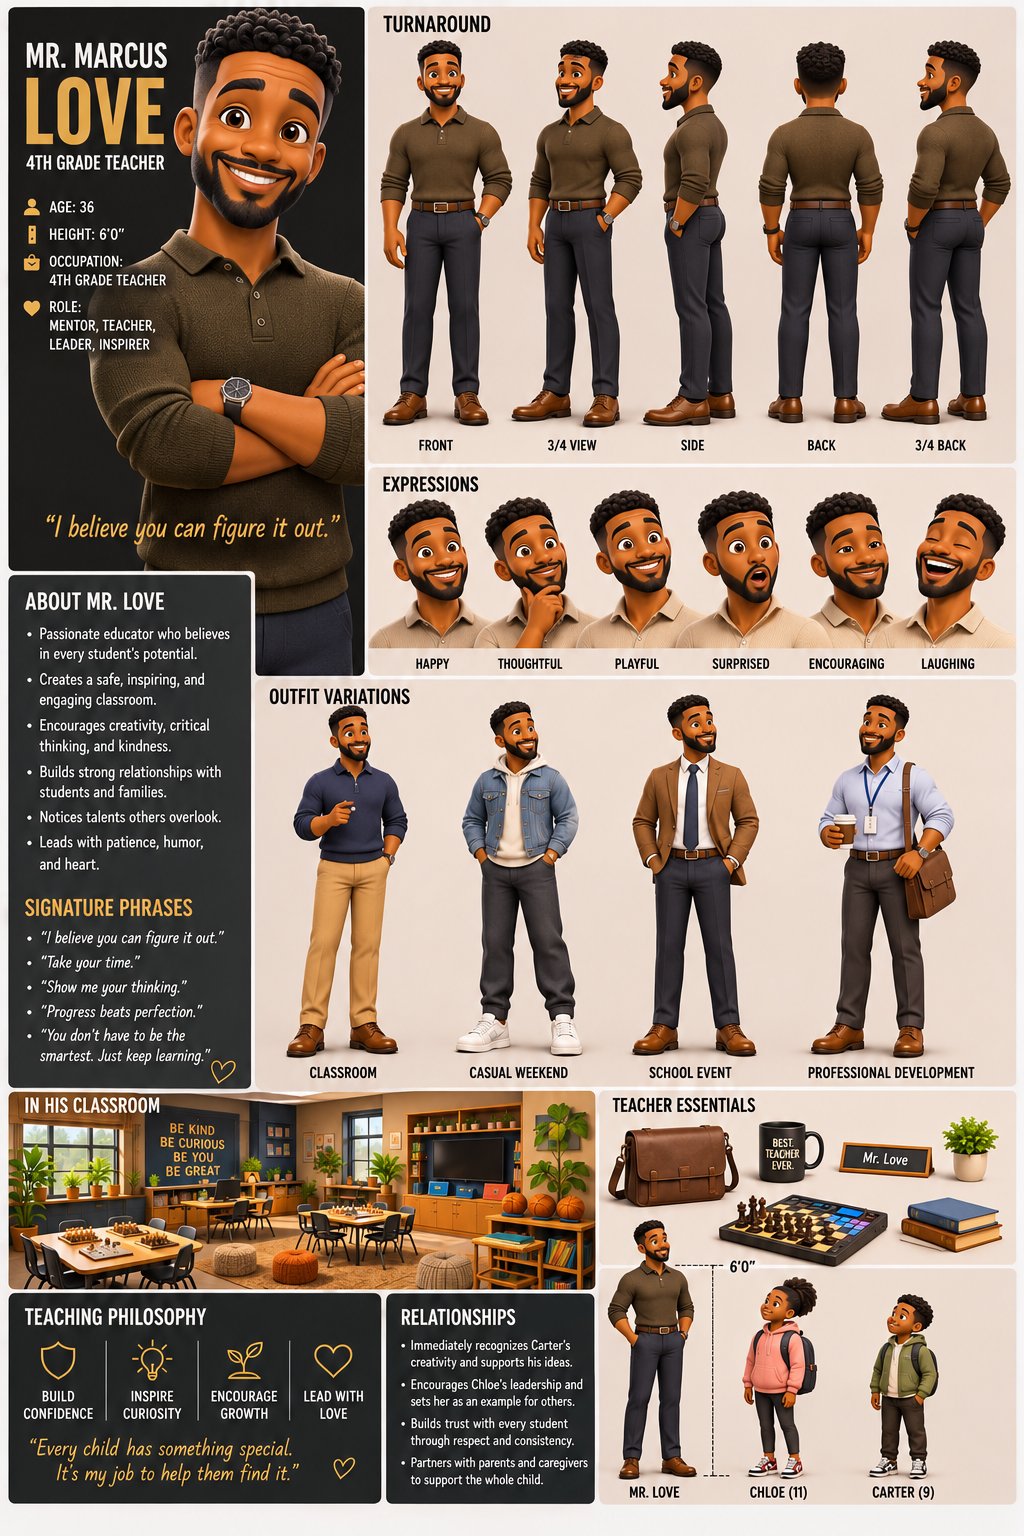 MR. MARCUS
LOVE
4TH GRADE TEACHER
AGE: 36
HEIGHT: 6'0"
OCCUPATION:
4TH GRADE TEACHER
ROLE:
MENTOR, TEACHER,
LEADER, INSPIRER
"I believe you can figure it out."
TURNAROUND
FRONT
3/4 VIEW
SIDE
BACK
3/4 BACK
EXPRESSIONS
HAPPY
THOUGHTFUL
PLAYFUL
SURPRISED
ENCOURAGING
LAUGHING
ABOUT MR. LOVE
• Passionate educator who believes
in every student's potential.
• Creates a safe, inspiring, and
engaging classroom.
• Encourages creativity, critical
thinking, and kindness.
• Builds strong relationships with
students and families.
• Notices talents others overlook.
• Leads with patience, humor,
and heart.
SIGNATURE PHRASES
• "I believe you can figure it out."
• "Take your time."
• "Show me your thinking."
• "Progress beats perfection."
• "You don't have to be the
smartest. Just keep learning."
OUTFIT VARIATIONS
CLASSROOM
CASUAL WEEKEND
SCHOOL EVENT
PROFESSIONAL DEVELOPMENT
IN HIS CLASSROOM
BE KIND
BE CURIOUS
BE YOU
BE GREAT
TEACHER ESSENTIALS
BEST.
TEACHER
EVER.
Mr. Love
6'0"
MR. LOVE
CHLOE (11)
CARTER (9)
TEACHING PHILOSOPHY
BUILD
CONFIDENCE
INSPIRE
CURIOSITY
ENCOURAGE
GROWTH
LEAD WITH
LOVE
"Every child has something special.
It's my job to help them find it."
RELATIONSHIPS
• Immediately recognizes Carter's
creativity and supports his ideas.
• Encourages Chloe's leadership and
sets her as an example for others.
• Builds trust with every student
through respect and consistency.
• Partners with parents and caregivers
to support the whole child.